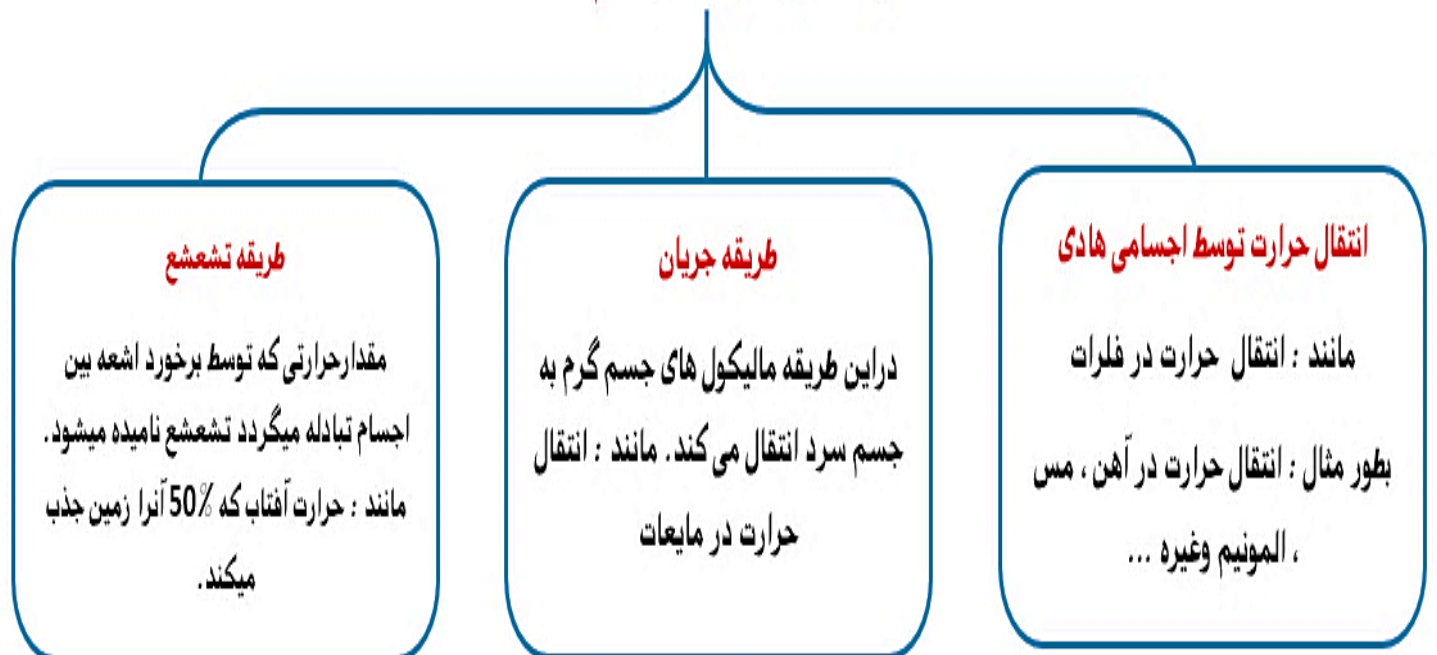 انتقال حرارت توسط اجسامی هادی
مانند : انتقال حرارت در فلرات
بطور مثال : انتقال حرارت در آهن ، مس
، المونیم وغیره ...
طریقه جریان
دراین طریقه مالیکول های جسم گرم به
جسم سرد انتقال می کند. مانند : انتقال
حرارت در مایعات
طریقه تشعشع
مقدارحرارتی که توسط برخورد اشعه بین
اجسام تبادله میگردد تشعشع نامیده میشود.
مانند : حرارت آفتاب که 50% آنرا زمین جذب
میکند.